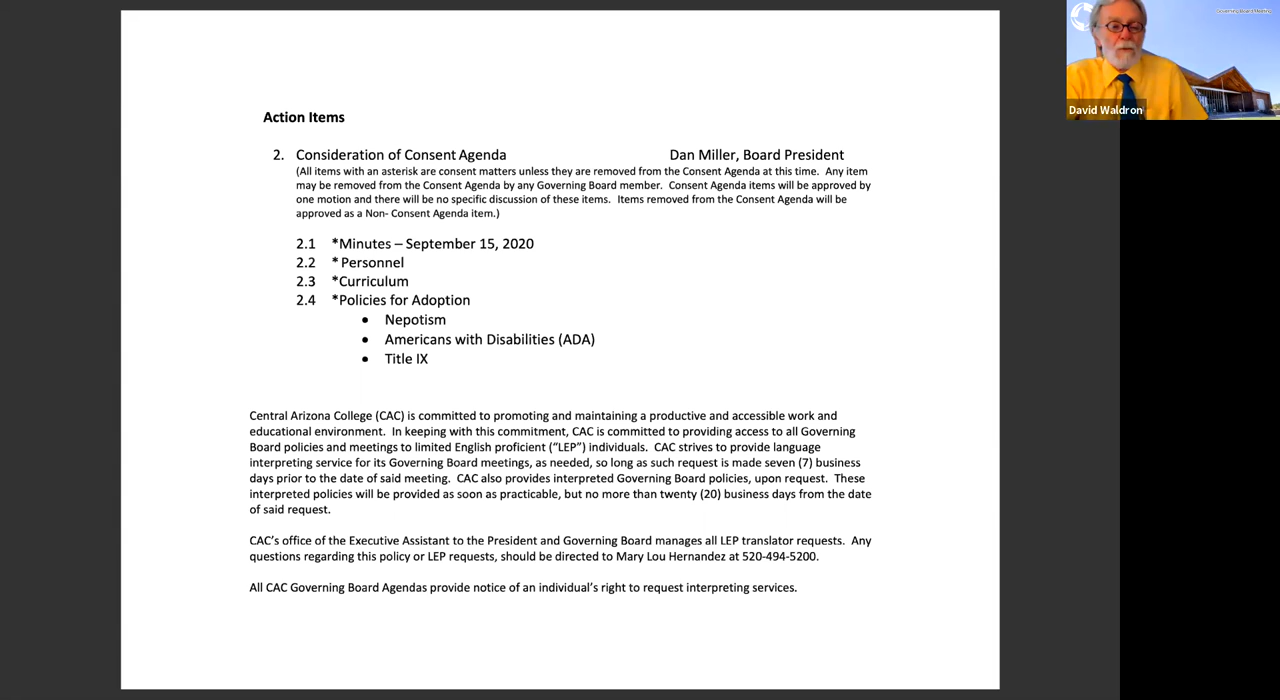 Governing Board Meeting
David Waldron
Action Items
2. Consideration of Consent Agenda Dan Miller, Board President
(All items with an asterisk are consent matters unless they are removed from the Consent Agenda at this time. Any item
may be removed from the Consent Agenda by any Governing Board member. Consent Agenda items will be approved by
one motion and there will be no specific discussion of these items. Items removed from the Consent Agenda will be
approved as a Non- Consent Agenda item.)
2.1 *Minutes – September 15, 2020
2.2 * Personnel
2.3 *Curriculum
2.4 *Policies for Adoption
• Nepotism
• Americans with Disabilities (ADA)
• Title IX
Central Arizona College (CAC) is committed to promoting and maintaining a productive and accessible work and
educational environment. In keeping with this commitment, CAC is committed to providing access to all Governing
Board policies and meetings to limited English proficient (“LEP”) individuals. CAC strives to provide language
interpreting service for its Governing Board meetings, as needed, so long as such request is made seven (7) business
days prior to the date of said meeting. CAC also provides interpreted Governing Board policies, upon request. These
interpreted policies will be provided as soon as practicable, but no more than twenty (20) business days from the date
of said request.
CAC’s office of the Executive Assistant to the President and Governing Board manages all LEP translator requests. Any
questions regarding this policy or LEP requests, should be directed to Mary Lou Hernandez at 520-494-5200.
All CAC Governing Board Agendas provide notice of an individual’s right to request interpreting services.